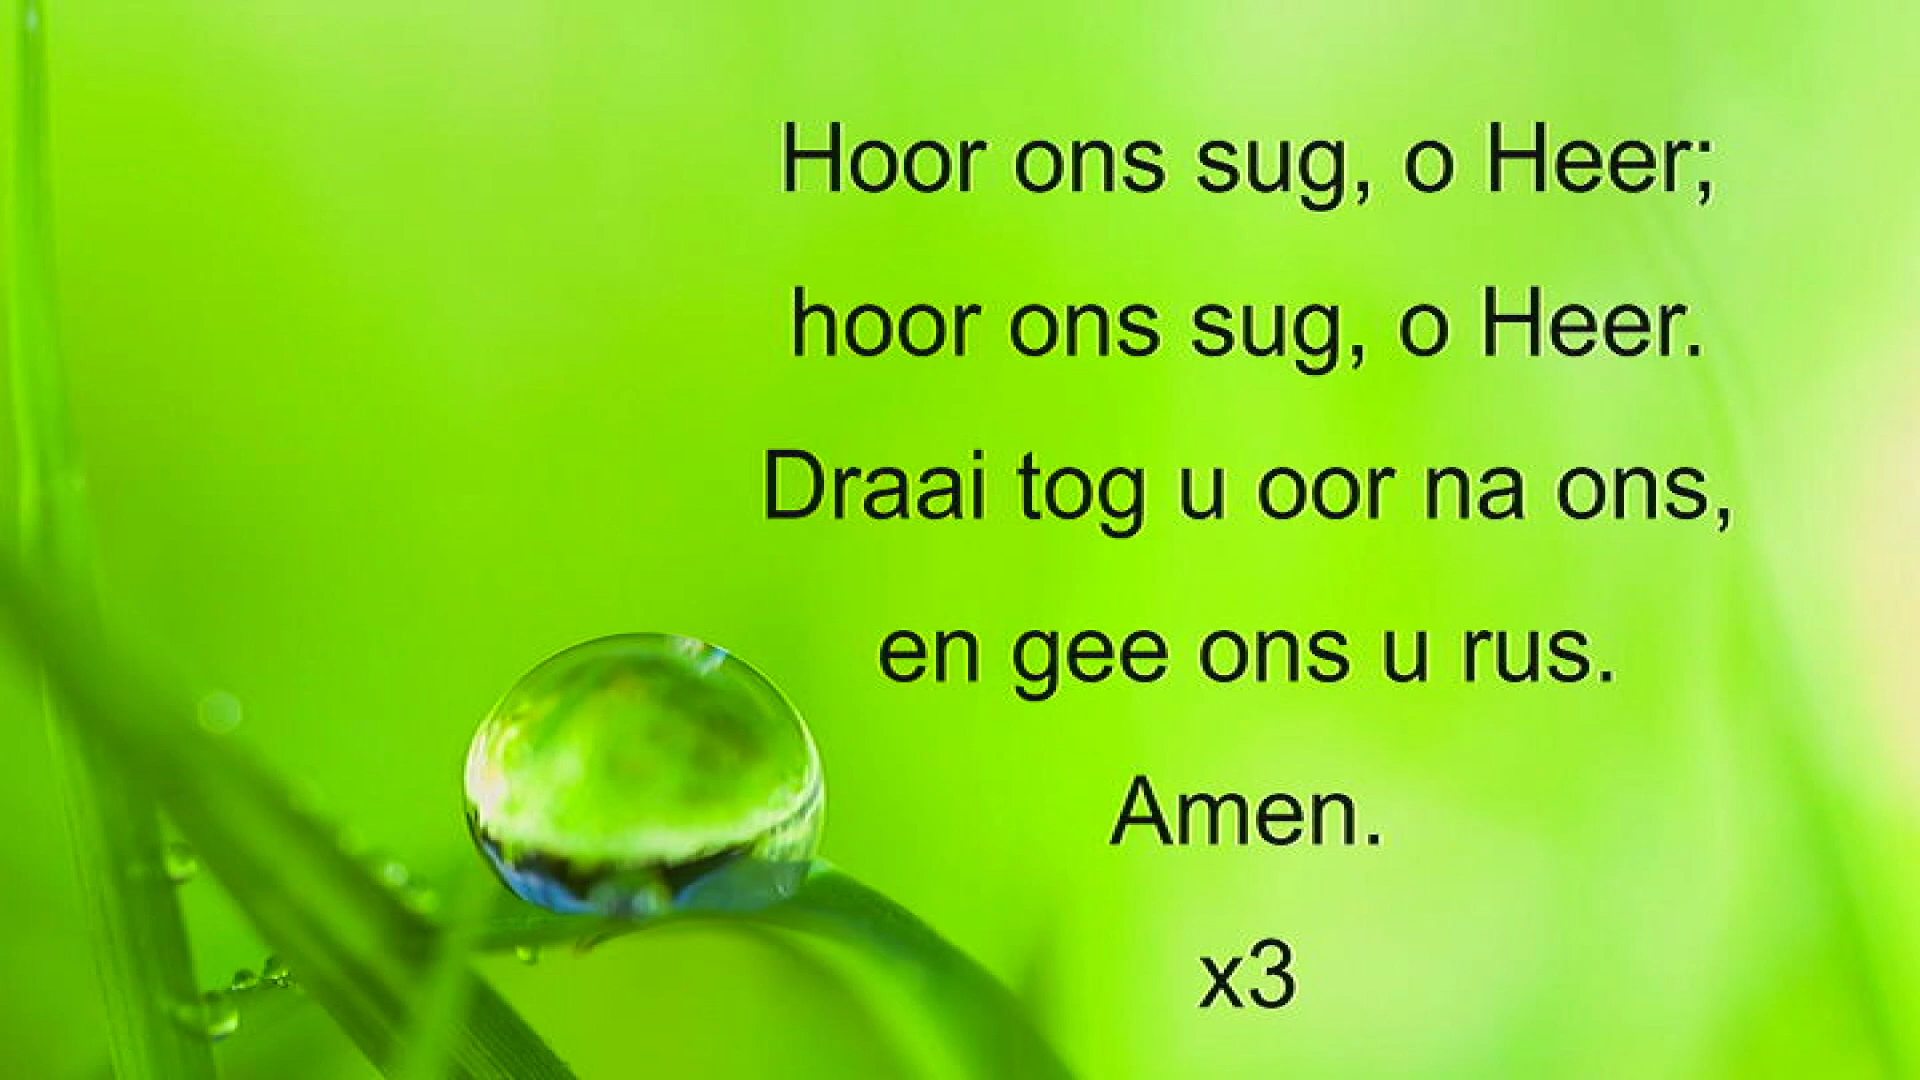 Hoor ons sug, o Heer;
hoor ons sug, o Heer.
Draai tog u oor na ons,
en gee ons u rus.
Amen.
x3